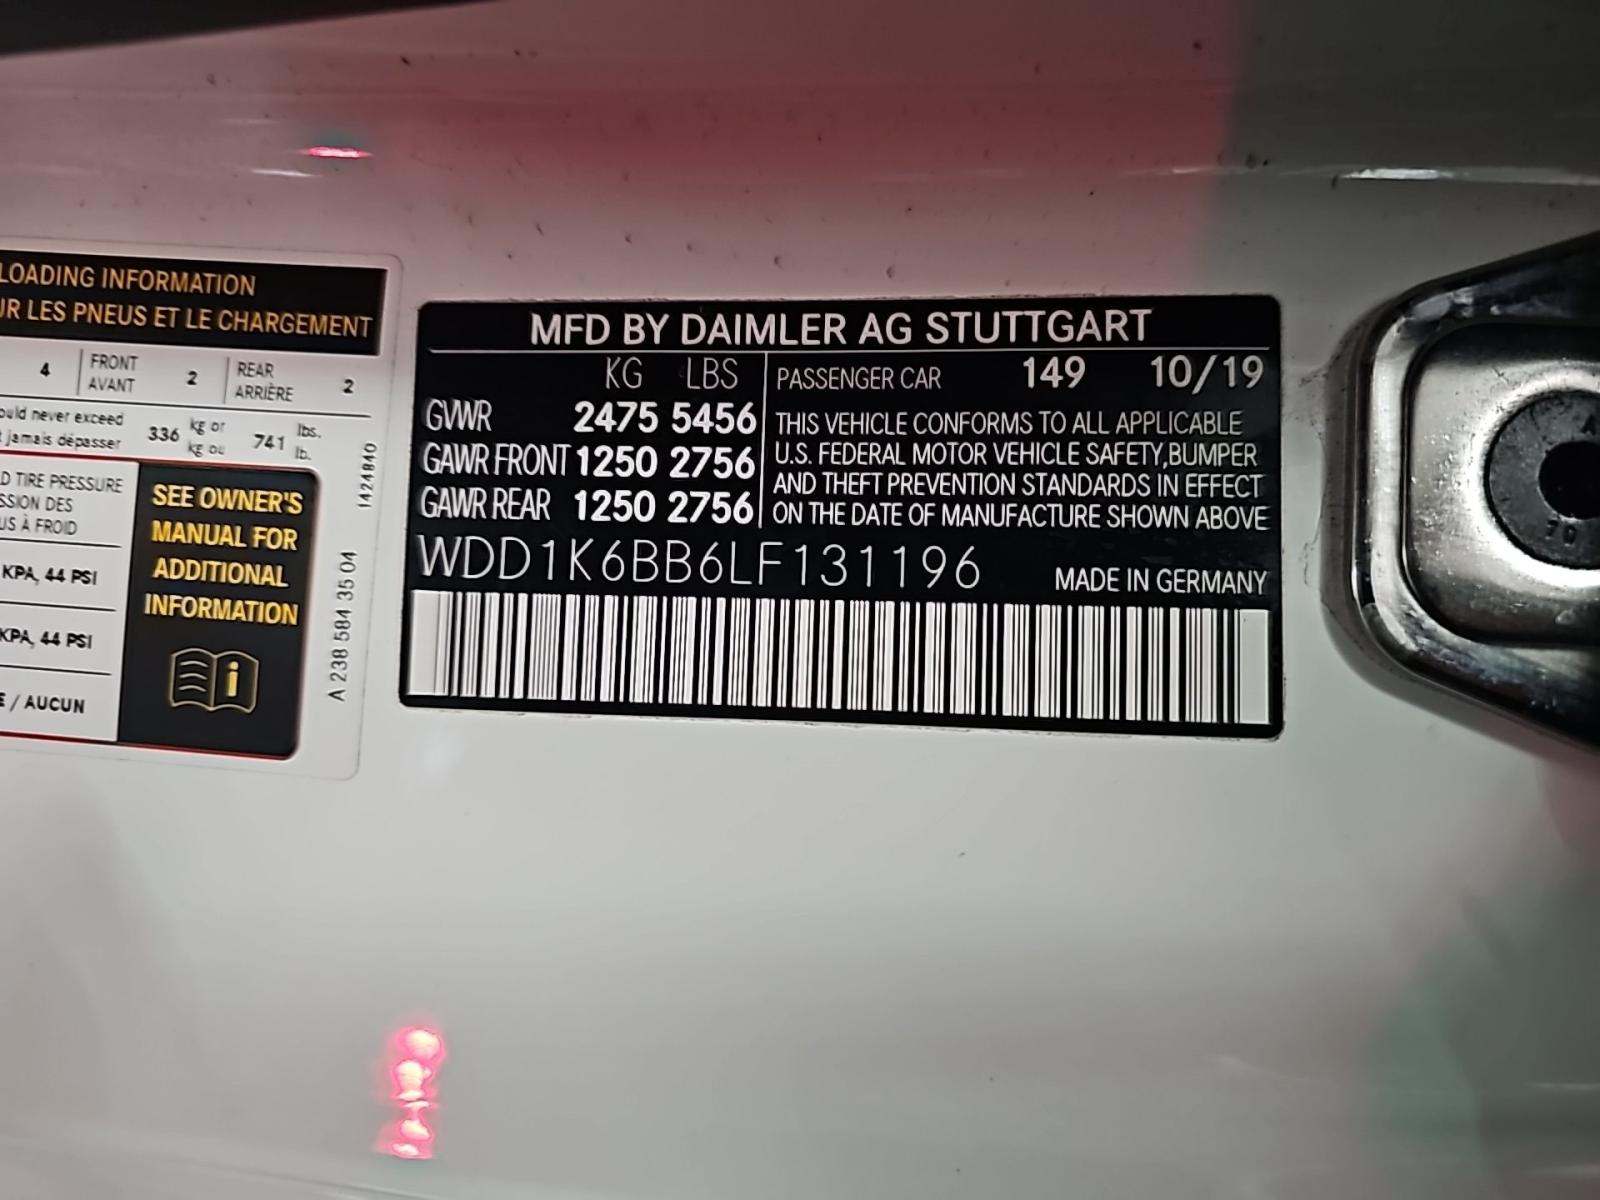 LOADING INFORMATION
UR LES PNEUS ET LE CHARGEMENT
4 FRONT 2 REAR 2
AVANT ARRIÈRE
ould never exceed 336 kg or 741 lbs.
t jamais dépasser kg ou lb.
D TIRE PRESSURE
SSION DES
US À FROID
KPA, 44 PSI
KPA, 44 PSI
E / AUCUN
SEE OWNER'S
MANUAL FOR
ADDITIONAL
INFORMATION
1424840
A 238 584 35 04
MFD BY DAIMLER AG STUTTGART
KG LBS
GVWR 2475 5456
GAWR FRONT 1250 2756
GAWR REAR 1250 2756
PASSENGER CAR 149 10/19
THIS VEHICLE CONFORMS TO ALL APPLICABLE
U.S. FEDERAL MOTOR VEHICLE SAFETY,BUMPER
AND THEFT PREVENTION STANDARDS IN EFFECT
ON THE DATE OF MANUFACTURE SHOWN ABOVE
WDD1K6BB6LF131196
MADE IN GERMANY